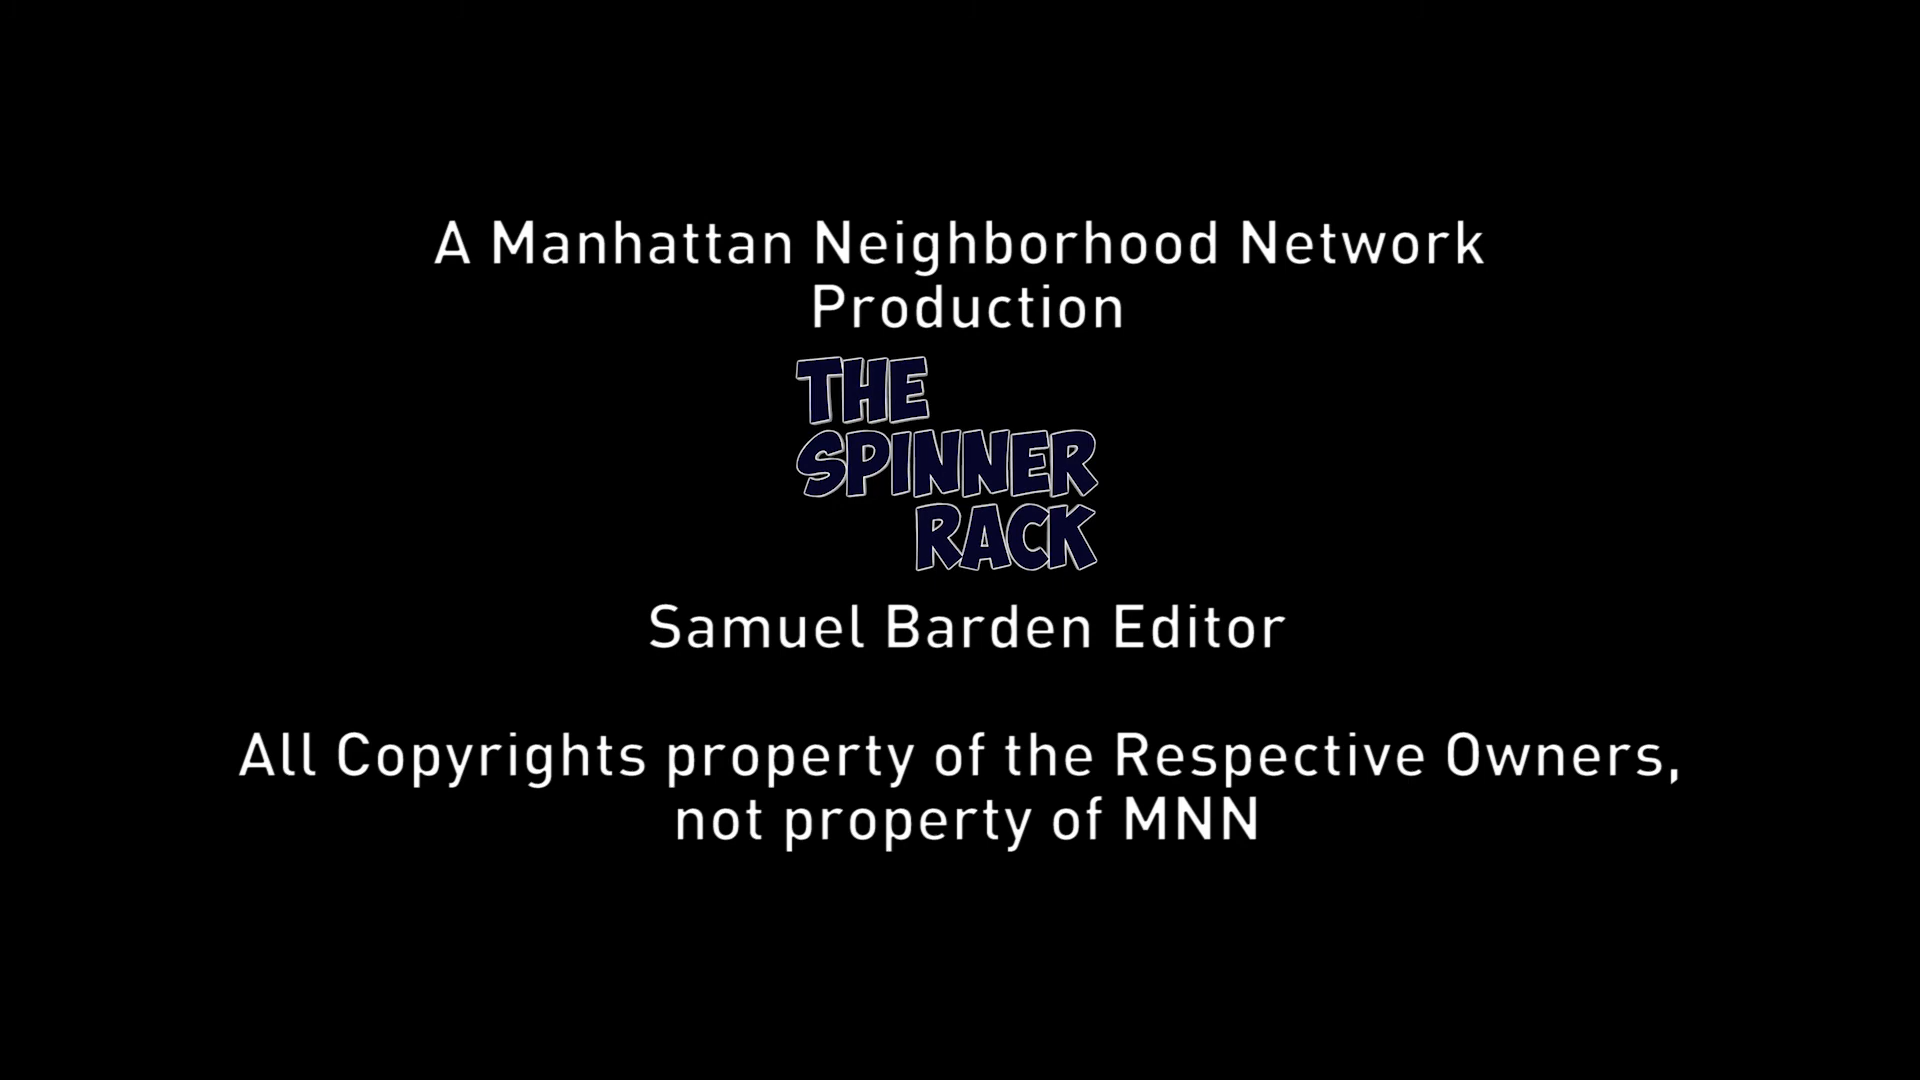 A Manhattan Neighborhood Network
Production
THE
SPINNER
RACK
Samuel Barden Editor
All Copyrights property of the Respective Owners,
not property of MNN